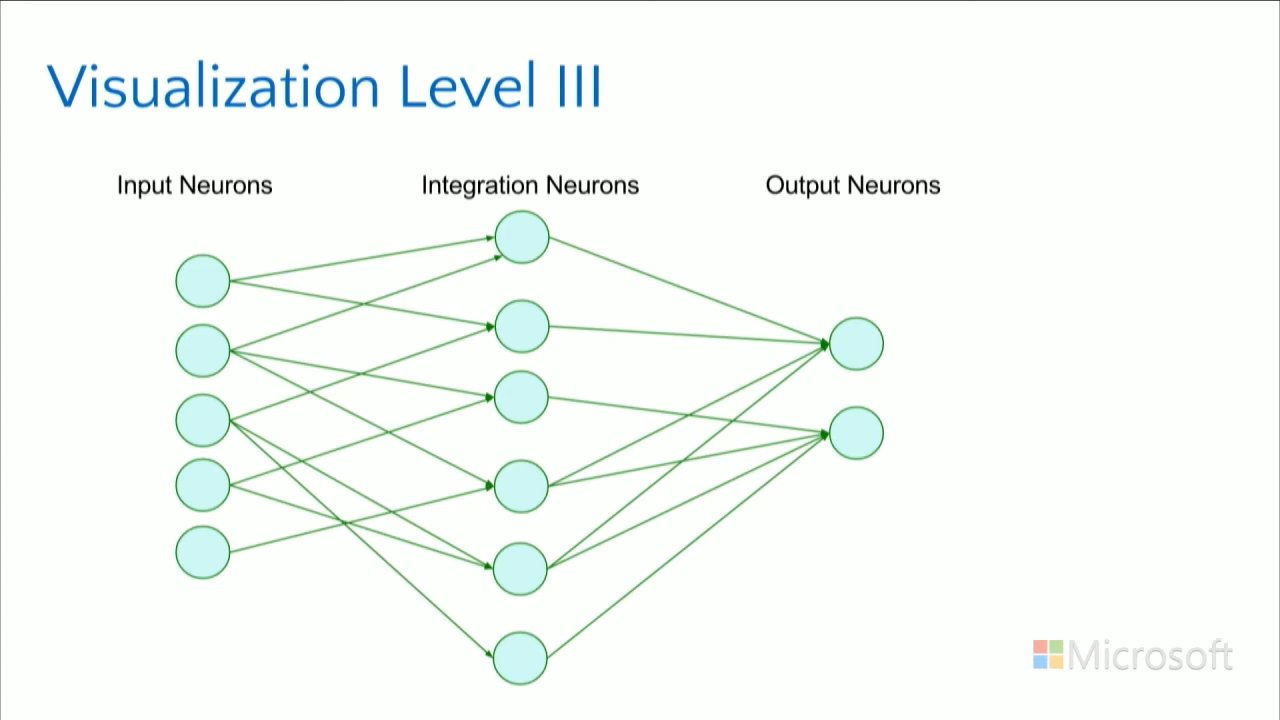 Visualization Level III
Input Neurons
Integration Neurons
Output Neurons
Microsoft